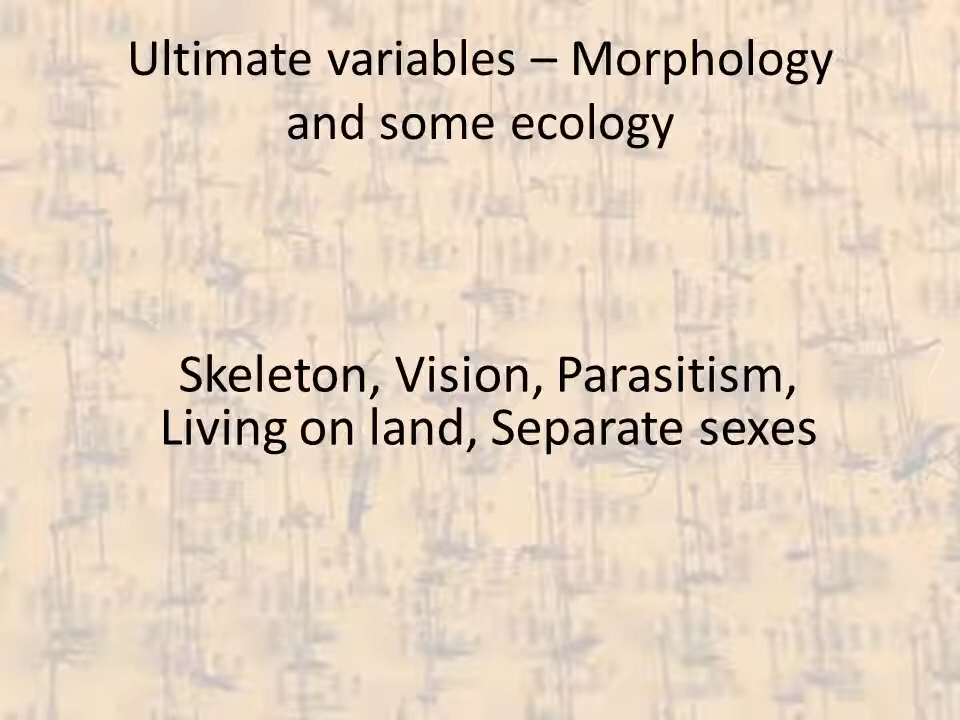 Ultimate variables – Morphology
and some ecology
Skeleton, Vision, Parasitism,
Living on land, Separate sexes